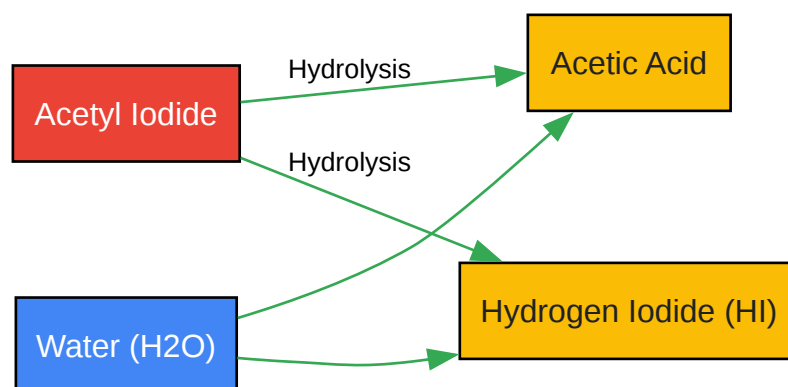 Hydrolysis
Acetic Acid
Acetyl Iodide
Hydrolysis
Hydrogen Iodide (HI)
Water (H2O)